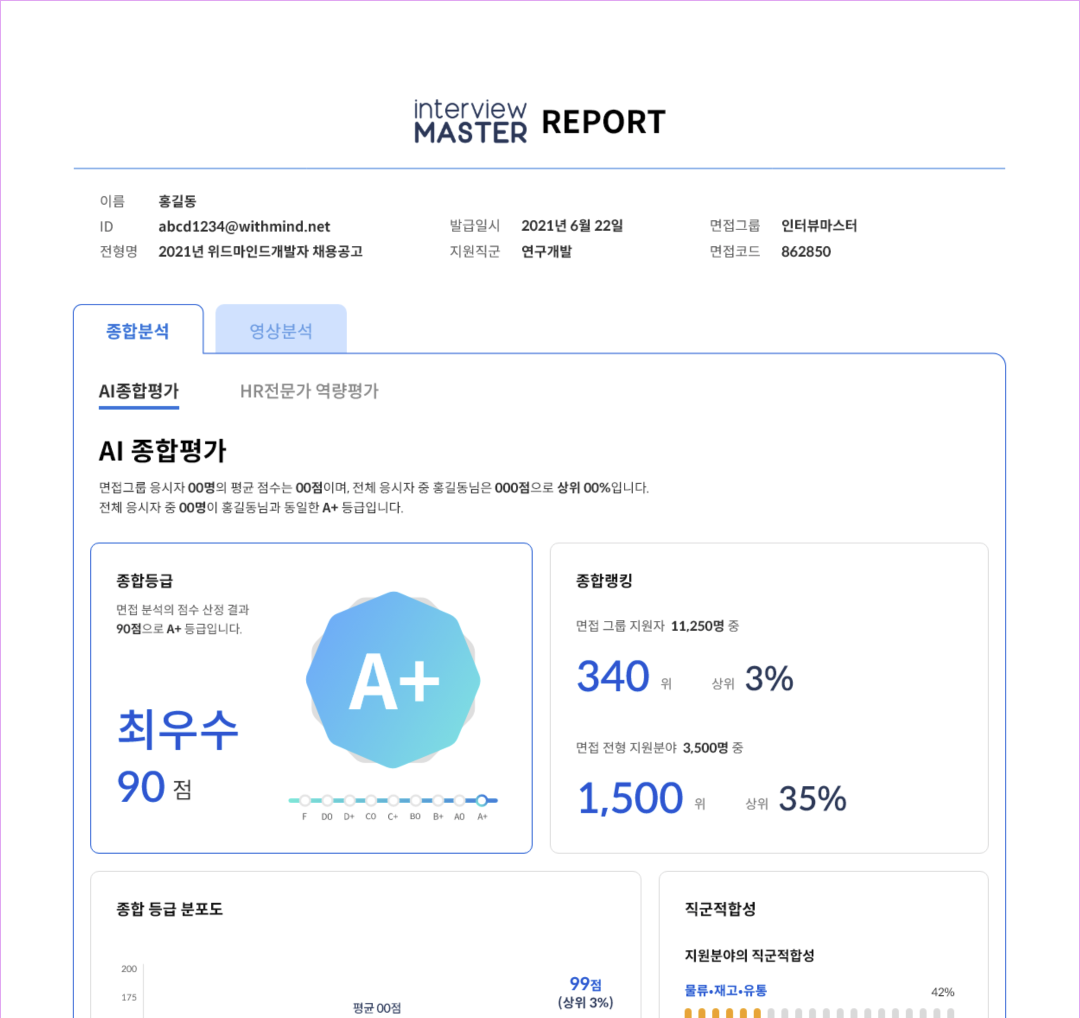 interview
MASTER REPORT
이름 홍길동
ID abcd1234@withmind.net 발급일시 2021년 6월 22일 면접그룹 인터뷰마스터
전형명 2021년 위드마인드개발자 채용공고 지원직군 연구개발 면접코드 862850
종합분석 영상분석
AI종합평가 HR전문가 역량평가
AI 종합평가
면접그룹 응시자 00명의 평균 점수는 00점이며, 전체 응시자 중 홍길동님은 000점으로 상위 00%입니다.
전체 응시자 중 00명이 홍길동님과 동일한 A+ 등급입니다.
종합등급
면접 분석의 점수 산정 결과
90점으로 A+ 등급입니다.
최우수
90 점
A+
F D0 D+ C0 C+ B0 B+ A0 A+
종합랭킹
면접 그룹 지원자 11,250명 중
340 위 상위 3%
면접 전형 지원분야 3,500명 중
1,500 위 상위 35%
종합 등급 분포도
200
175
평균 00점
99점
(상위 3%)
직군적합성
지원분야의 직군적합성
물류•재고•유통 42%